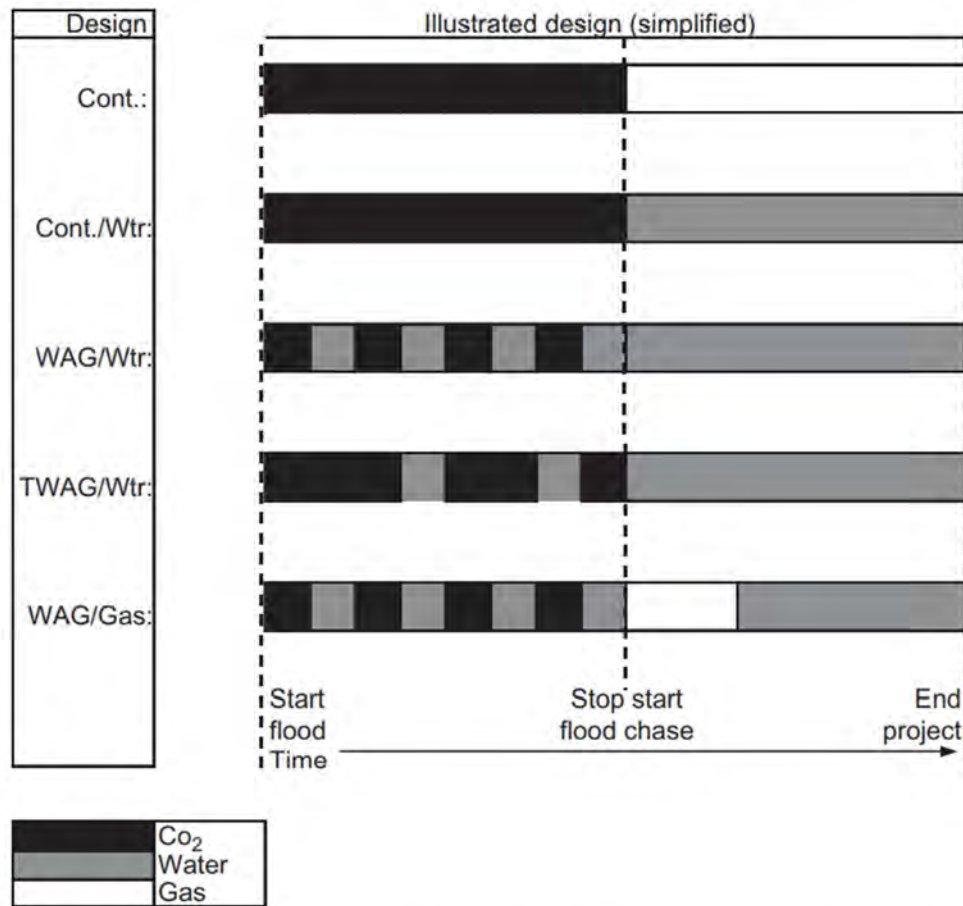 Design
Illustrated design (simplified)
Cont.:
Cont./Wtr:
WAG/Wtr:
TWAG/Wtr:
WAG/Gas:
Start
flood
Time
Stop start
flood chase
End
project
Co₂
Water
Gas